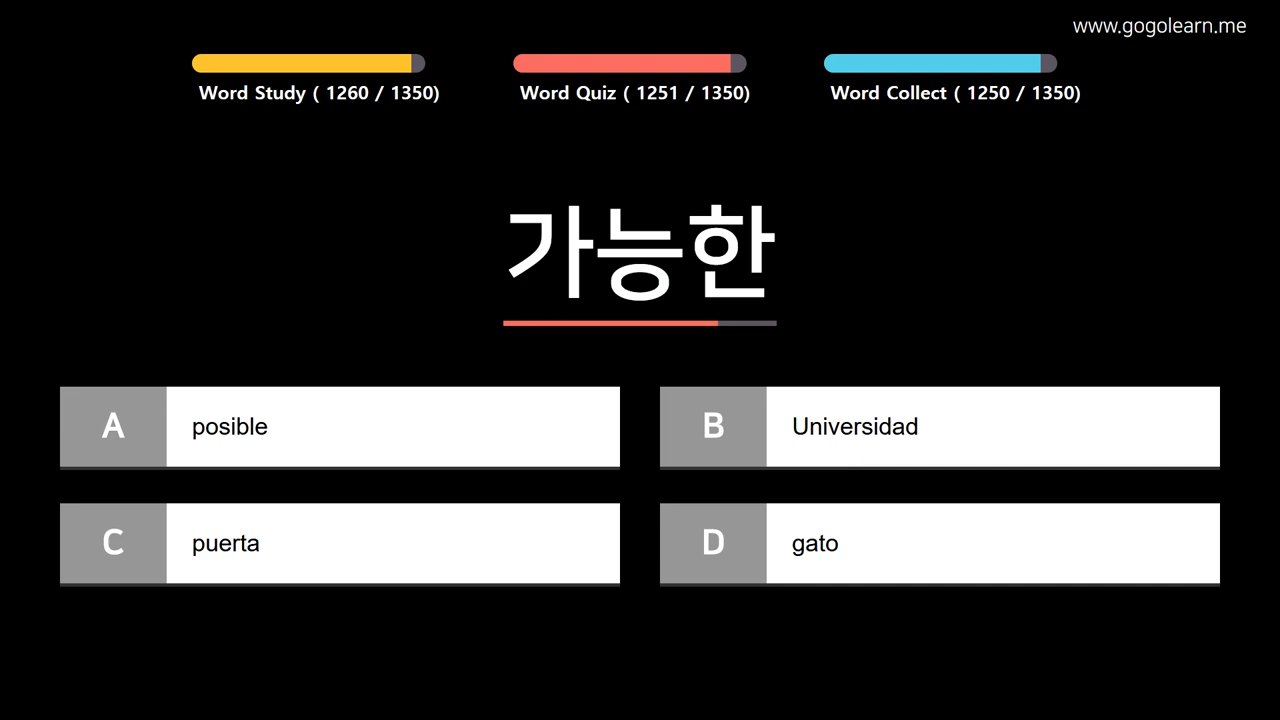 www.gogolearn.me
Word Study ( 1260 / 1350)
Word Quiz ( 1251 / 1350)
Word Collect ( 1250 / 1350)
가능한
A posible
B Universidad
C puerta
D gato